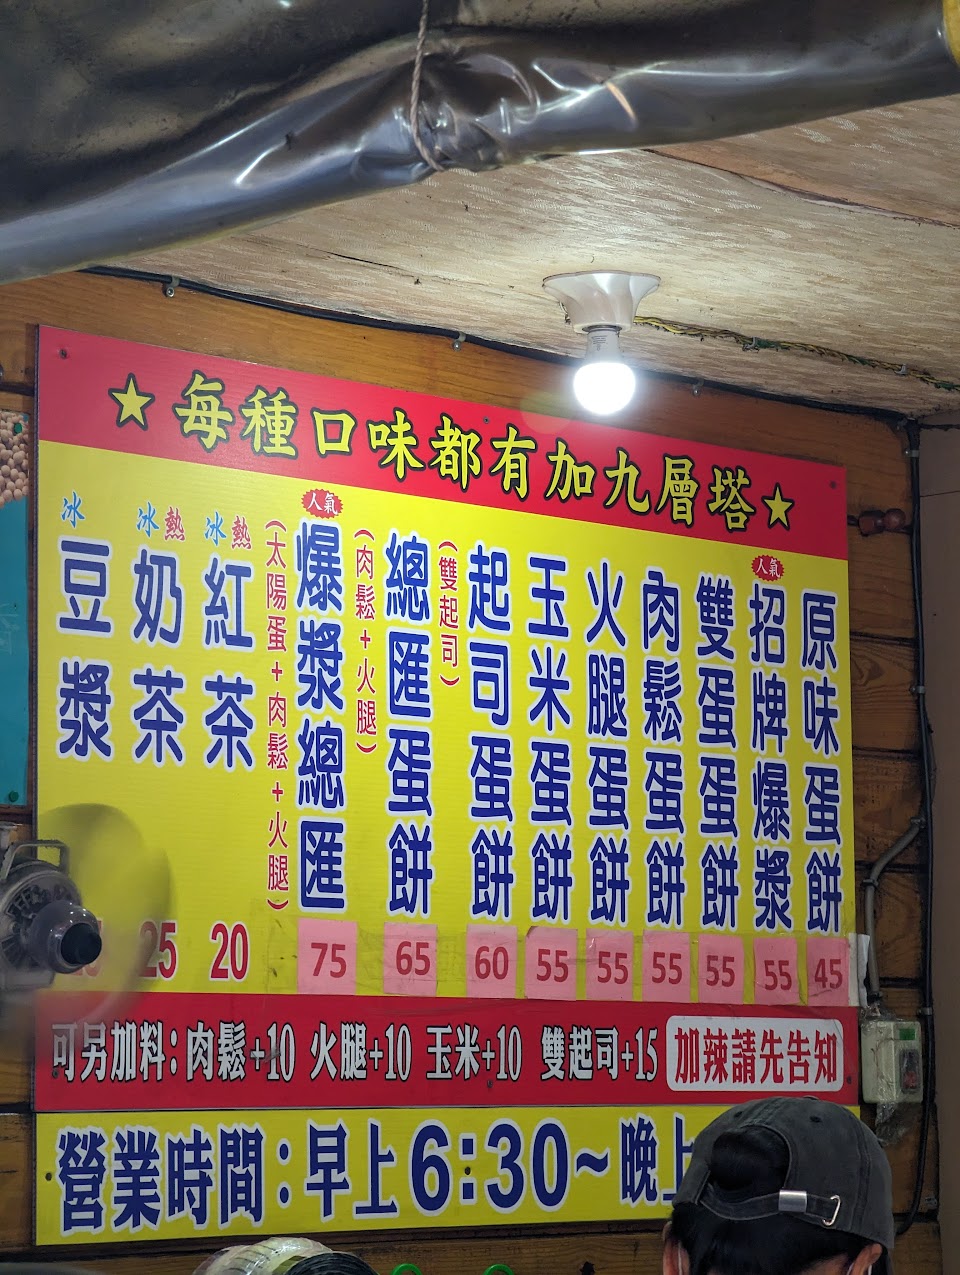 ★每種口味都有加九層塔★
原味蛋餅 45
人氣
招牌爆漿 55
雙蛋蛋餅 55
肉鬆蛋餅 55
火腿蛋餅 55
玉米蛋餅 55
起司蛋餅 60
(雙起司)
總匯蛋餅 65
(肉鬆+火腿)
人氣
爆漿總匯 75
(太陽蛋+肉鬆+火腿)
冰熱
紅茶 20
冰熱
奶茶 25
冰
豆漿
可另加料:肉鬆+10 火腿+10 玉米+10 雙起司+15 加辣請先告知
營業時間:早上6:30~晚上